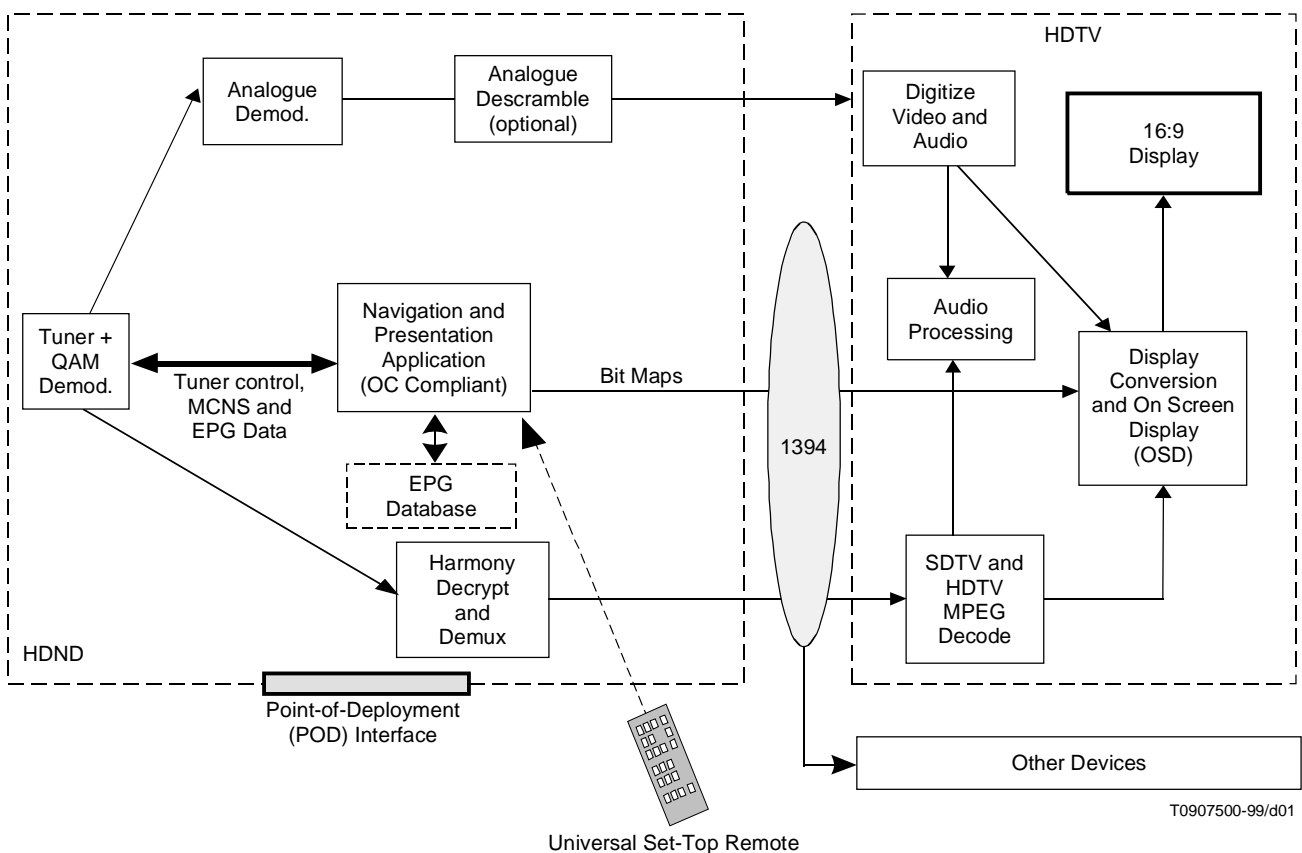 HDTV
Analogue
Demod.
Analogue
Descramble
(optional)
Digitize
Video and
Audio
16:9
Display
Tuner +
QAM
Demod.
Tuner control,
MCNS and
EPG Data
Navigation and
Presentation
Application
(OC Compliant)
Bit Maps
1394
Audio
Processing
Display
Conversion
and On Screen
Display
(OSD)
EPG
Database
Harmony
Decrypt
and
Demux
SDTV and
HDTV
MPEG
Decode
HDND
Point-of-Deployment
(POD) Interface
Other Devices
T0907500-99/d01
Universal Set-Top Remote